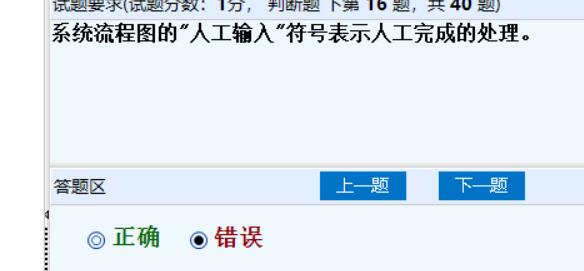 试题要求(试题分数：1分， 判断题 下第 16 题，共 40 题)
系统流程图的"人工输入"符号表示人工完成的处理。
答题区 上一题 下一题
正确 错误